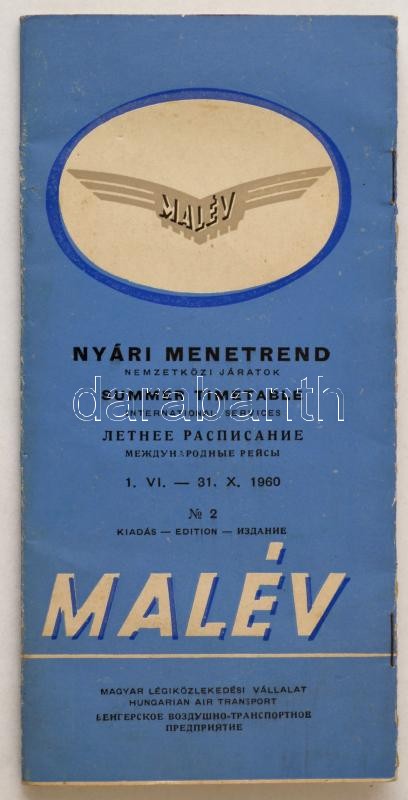 MALÉV
NYÁRI MENETREND
NEMZETKÖZI JÁRATOK
SUMMER TIMETABLE
INTERNATIONAL SERVICES
darabanth
ЛЕТНЕЕ РАСПИСАНИЕ
МЕЖДУНАРОДНЫЕ РЕЙСЫ
1. VI. — 31. X. 1960
№ 2
KIADÁS — EDITION — ИЗДАНИЕ
MALÉV
MAGYAR LÉGIKÖZLEKEDÉSI VÁLLALAT
HUNGARIAN AIR TRANSPORT
ВЕНГЕРСКОЕ ВОЗДУШНО-ТРАНСПОРТНОЕ
ПРЕДПРИЯТИЕ